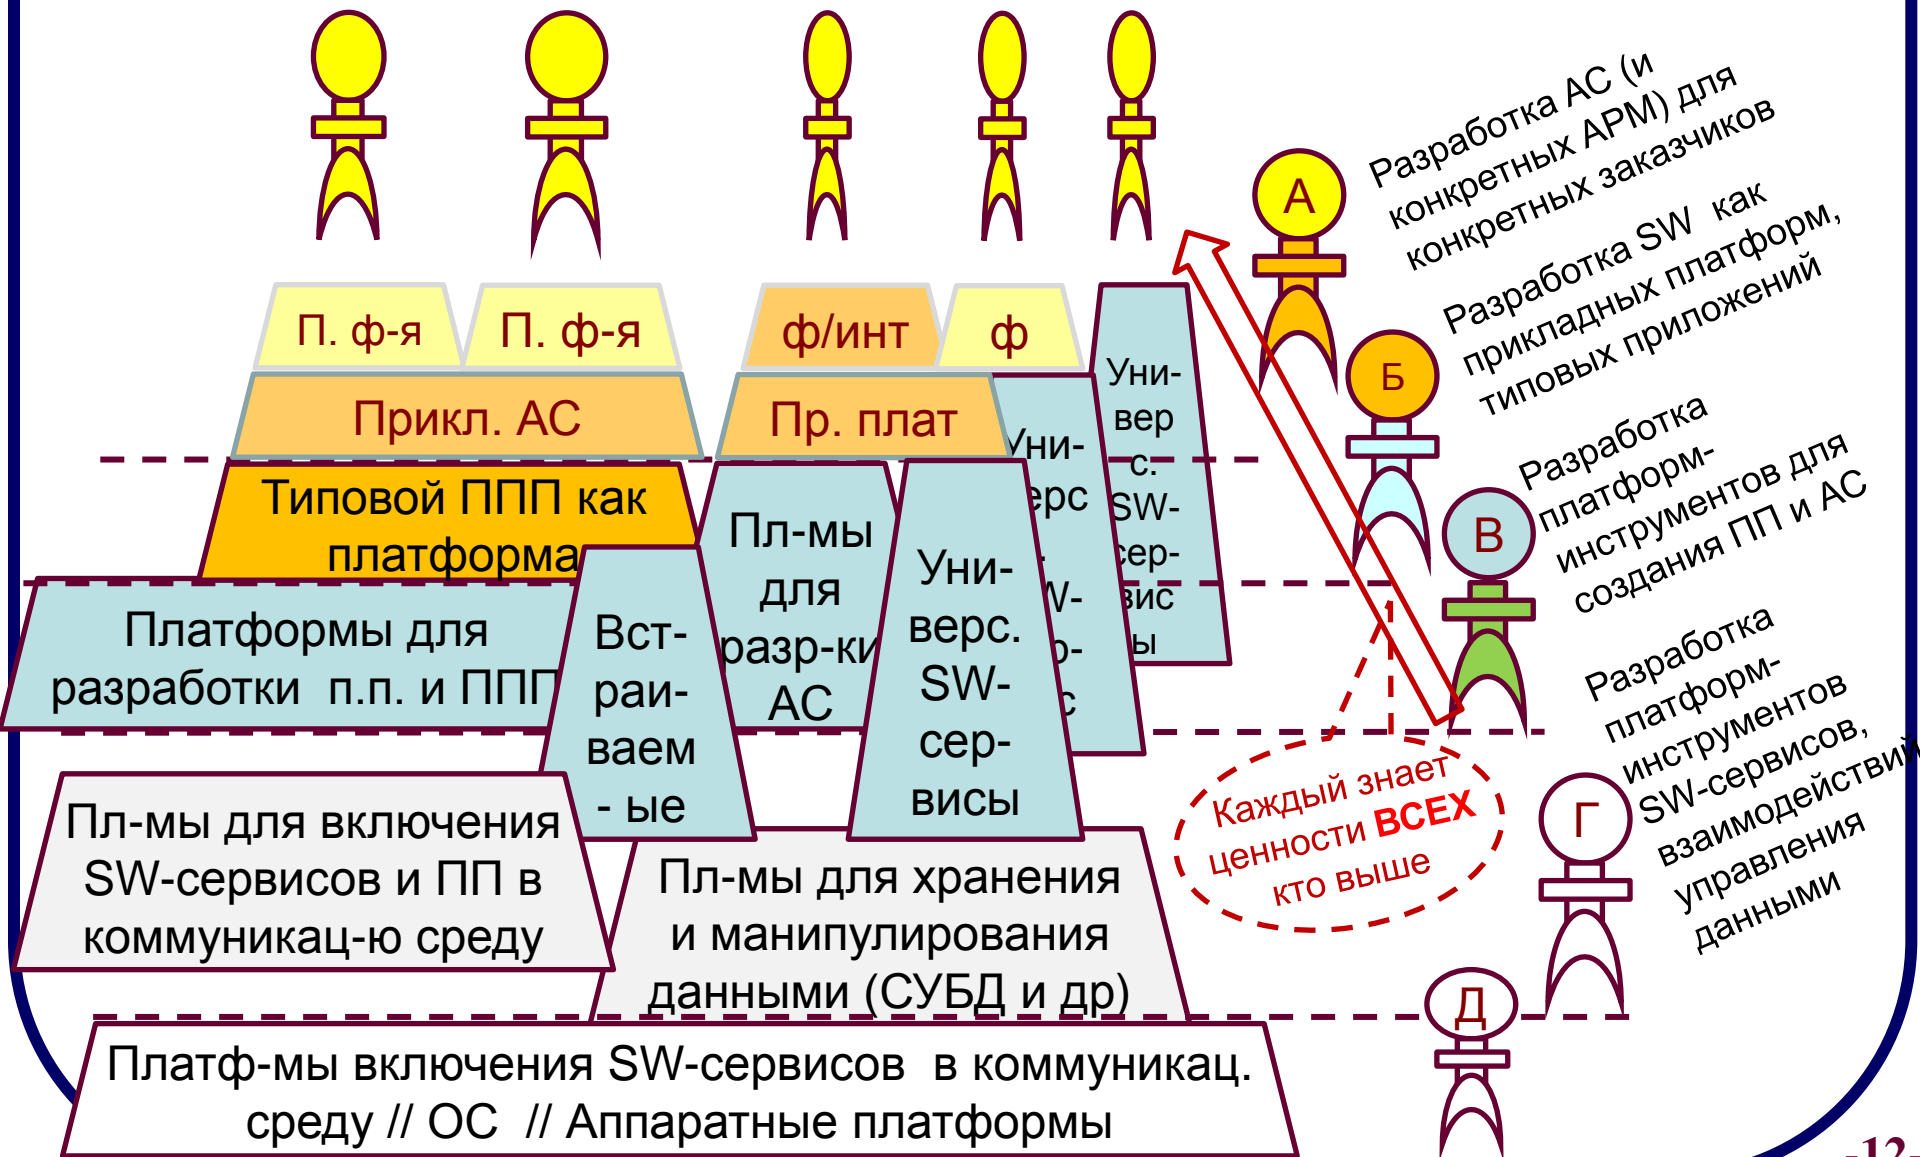 П. ф-я
П. ф-я
ф/инт
ф
Прикл. АС
Пр. плат
Уни-
вер
с.
SW-
сер-
вис
ы
Уни-
верс
Типовой ППП как
платформа
Пл-мы
для
разр-ки
АС
Уни-
верс.
SW-
сер-
висы
Платформы для
разработки п.п. и ППП
Вст-
раи-
ваем
- ые
Пл-мы для включения
SW-сервисов и ПП в
коммуникац-ю среду
Пл-мы для хранения
и манипулирования
данными (СУБД и др)
Платф-мы включения SW-сервисов в коммуникац.
среду // ОС // Аппаратные платформы
А
Разработка АС (и
конкретных АРМ) для
конкретных заказчиков
Б
Разработка SW как
прикладных платформ,
типовых приложений
В
Разработка
платформ-
инструментов для
создания ПП и АС
Г
Разработка
платформ-
инструментов
SW-сервисов,
взаимодействий
управления
данными
Д
Каждый знает
ценности ВСЕХ
кто выше
-12-